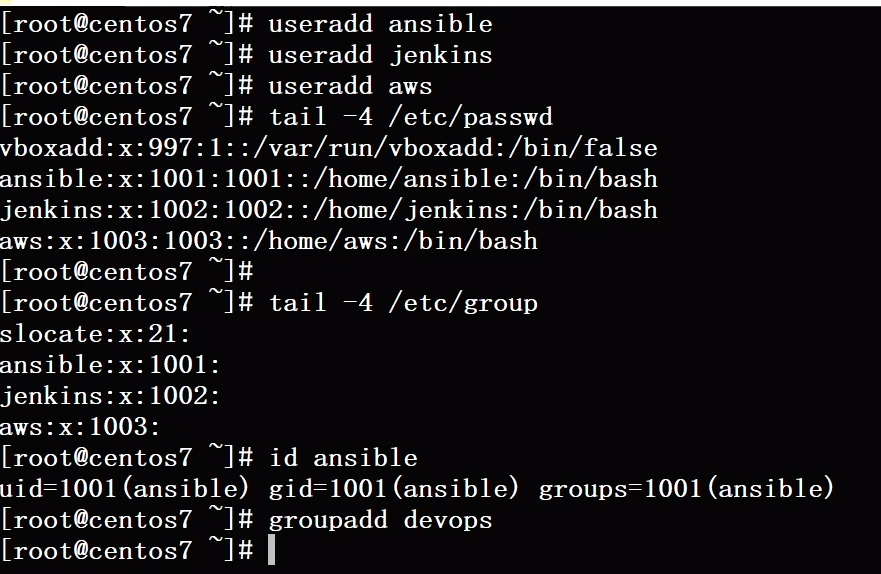 [root@centos7 ~]# useradd ansible
[root@centos7 ~]# useradd jenkins
[root@centos7 ~]# useradd aws
[root@centos7 ~]# tail -4 /etc/passwd
vboxadd:x:997:1::/var/run/vboxadd:/bin/false
ansible:x:1001:1001::/home/ansible:/bin/bash
jenkins:x:1002:1002::/home/jenkins:/bin/bash
aws:x:1003:1003::/home/aws:/bin/bash
[root@centos7 ~]#
[root@centos7 ~]# tail -4 /etc/group
slocate:x:21:
ansible:x:1001:
jenkins:x:1002:
aws:x:1003:
[root@centos7 ~]# id ansible
uid=1001(ansible) gid=1001(ansible) groups=1001(ansible)
[root@centos7 ~]# groupadd devops
[root@centos7 ~]#